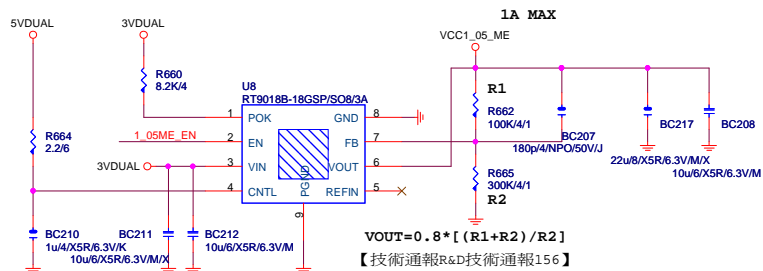 1A MAX
5VDUAL
3VDUAL
VCC1_05_ME
R660
8.2K/4
U8
RT9018B-18GSP/SO8/3A
R1
R662
100K/4/1
1 POK
GND 8
1_05ME_EN
2 EN
FB 7
R664
2.2/6
3VDUAL
3 VIN
VOUT 6
4 CNTL
REFIN 5
PGND
9
BC207
180p/4/NPO/50V/J
BC217
22u/8/X5R/6.3V/M/X
BC208
10u/6/X5R/6.3V/M
R665
300K/4/1
R2
BC210
1u/4/X5R/6.3V/K
BC211
10u/6/X5R/6.3V/M/X
BC212
10u/6/X5R/6.3V/M
VOUT=0.8*[(R1+R2)/R2]
【技術通報R&D技術通報156】